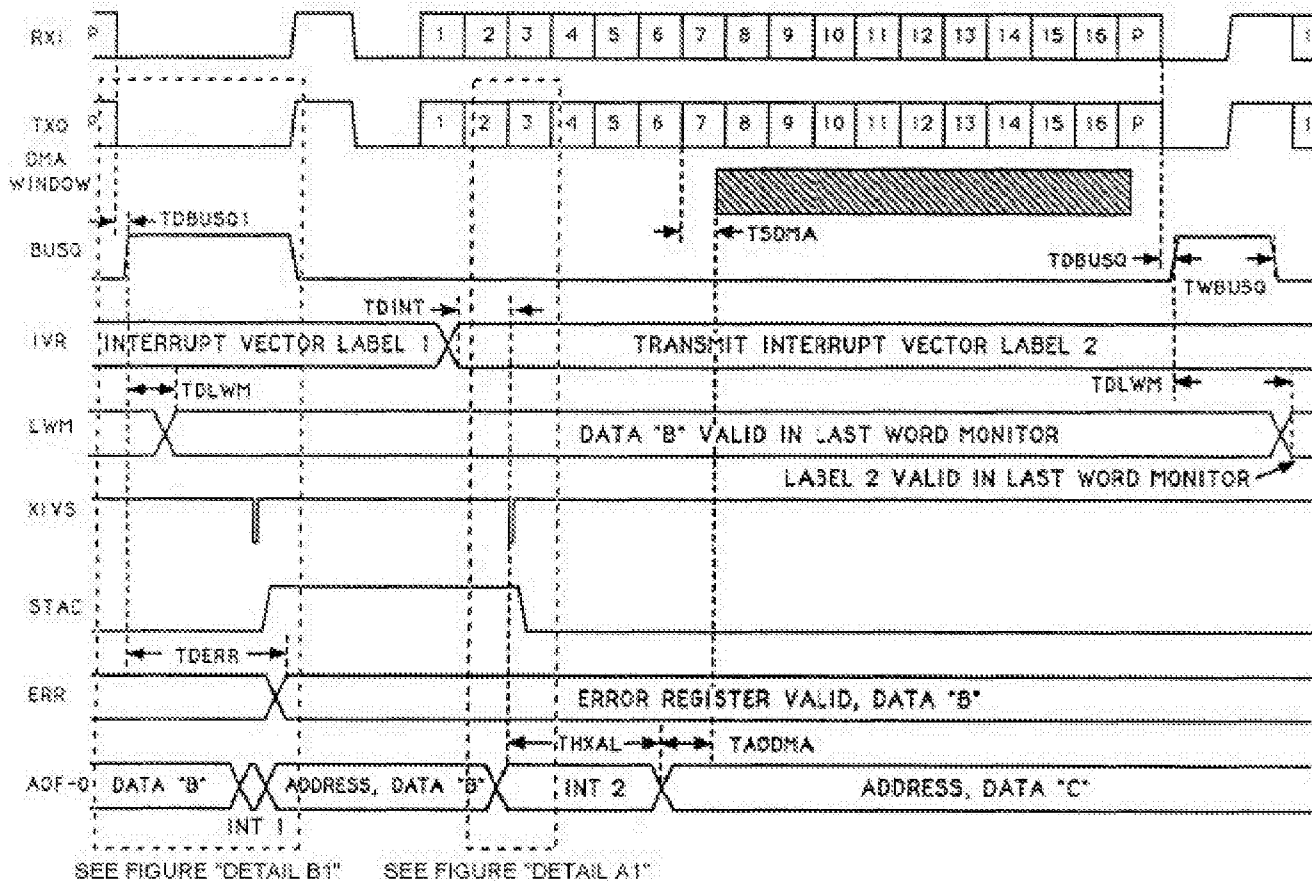 RXI P 1 2 3 4 5 6 7 8 9 10 11 12 13 14 15 16 P 1
TXO P 1 2 3 4 5 6 7 8 9 10 11 12 13 14 15 16 P 1
DMA
WINDOW
TDBUSQ1
TSDMA
BUSQ
TDBUSQ
TWBUSQ
TDINT
IVR INTERRUPT VECTOR LABEL 1 TRANSMIT INTERRUPT VECTOR LABEL 2
TDLWM TDLWM
LWM DATA "B" VALID IN LAST WORD MONITOR
LABEL 2 VALID IN LAST WORD MONITOR
XIVS
STAC
TDERR
ERR ERROR REGISTER VALID, DATA "B"
THXAL TAODMA
AOF-0 DATA "B" ADDRESS, DATA "B" INT 2 ADDRESS, DATA "C"
INT 1
SEE FIGURE "DETAIL B1" SEE FIGURE "DETAIL A1"